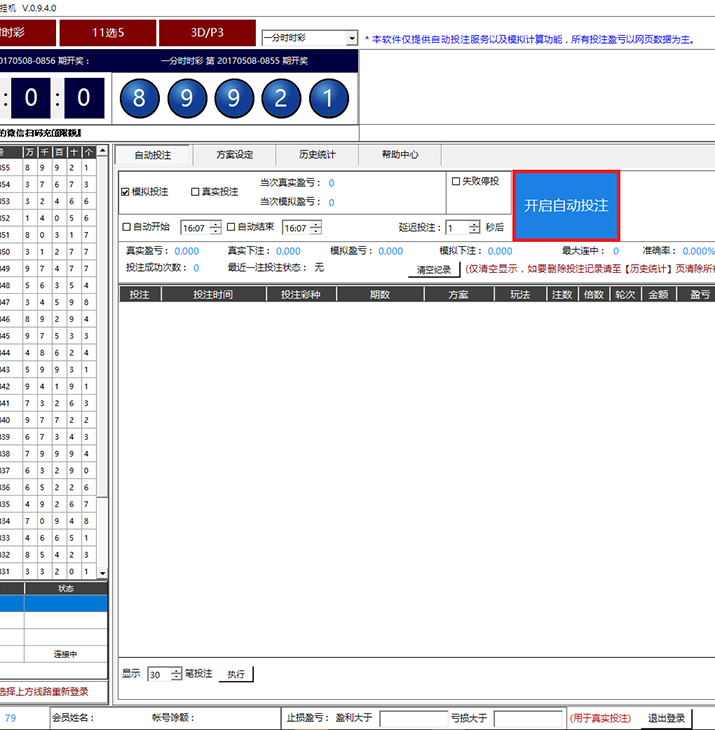 挂机 V.0.9.4.0
时时彩 11选5 3D/P3 一分时时彩
* 本软件仅提供自动投注服务以及模拟计算功能，所有投注盈亏以网页数据为主。
20170508-0856 期开奖： 一分时时彩 第 20170508-0855 期开奖
: 0 : 0 8 9 9 2 1
的微信扫码充值限额
号 万 千 百 十 个
855 8 9 9 2 1
854 3 7 6 7 3
853 3 2 4 6 6
852 1 4 0 5 6
851 8 0 3 1 7
850 3 1 2 7 7
849 9 7 4 7 7
848 5 6 3 5 4
847 3 4 5 9 8
846 8 9 2 9 4
845 9 7 5 3 3
844 4 8 6 2 4
843 5 9 9 3 1
842 9 4 1 9 1
841 7 3 2 6 3
840 9 7 7 2 2
839 6 7 3 4 3
838 7 9 9 9 4
837 6 3 2 9 0
836 6 5 2 2 6
835 4 9 2 6 7
834 7 0 9 4 8
833 4 6 6 5 1
832 8 5 4 2 3
831 3 3 2 0 1
状态
连接中
选择上方线路重新登录
自动投注 方案设定 历史统计 帮助中心
模拟投注 真实投注 当次真实盈亏： 0
当次模拟盈亏： 0
失败停投
开启自动投注
自动开始 16:07 自动结束 16:07 延迟投注： 1 秒后
真实盈亏： 0.000 真实下注： 0.000 模拟盈亏： 0.000 模拟下注： 0.000 最大连中： 0 准确率： 0.000%
投注成功次数： 0 最近一注投注状态： 无 清空纪录 (仅清空显示，如要删除投注记录请至【历史统计】页清除所有
投注 投注时间 投注彩种 期数 方案 玩法 注数 倍数 轮次 金额 盈亏
显示 30 笔投注 执行
79 会员姓名： 帐号馀额： 止损盈亏： 盈利大于 亏损大于 (用于真实投注) 退出登录